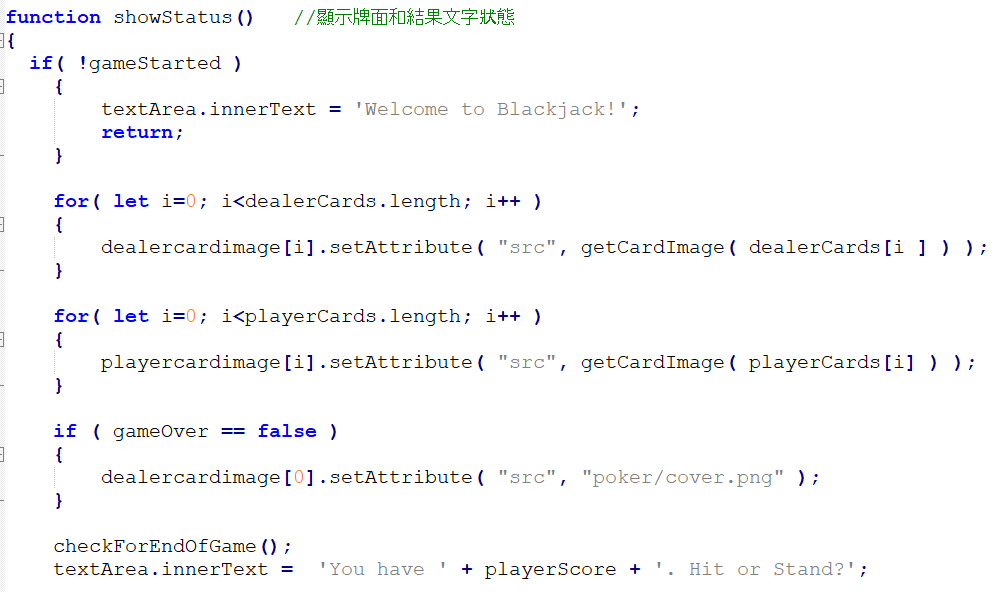 function showStatus()   //顯示牌面和結果文字狀態
{
  if( !gameStarted )
    {
        textArea.innerText = 'Welcome to Blackjack!';
        return;
    }

    for( let i=0; i<dealerCards.length; i++ )
    {
        dealercardimage[i].setAttribute( "src", getCardImage( dealerCards[i ] ) );
    }

    for( let i=0; i<playerCards.length; i++ )
    {
        playercardimage[i].setAttribute( "src", getCardImage( playerCards[i] ) );
    }

    if ( gameOver == false )
    {
        dealercardimage[0].setAttribute( "src", "poker/cover.png" );
    }

    checkForEndOfGame();
    textArea.innerText =  'You have ' + playerScore + '. Hit or Stand?';